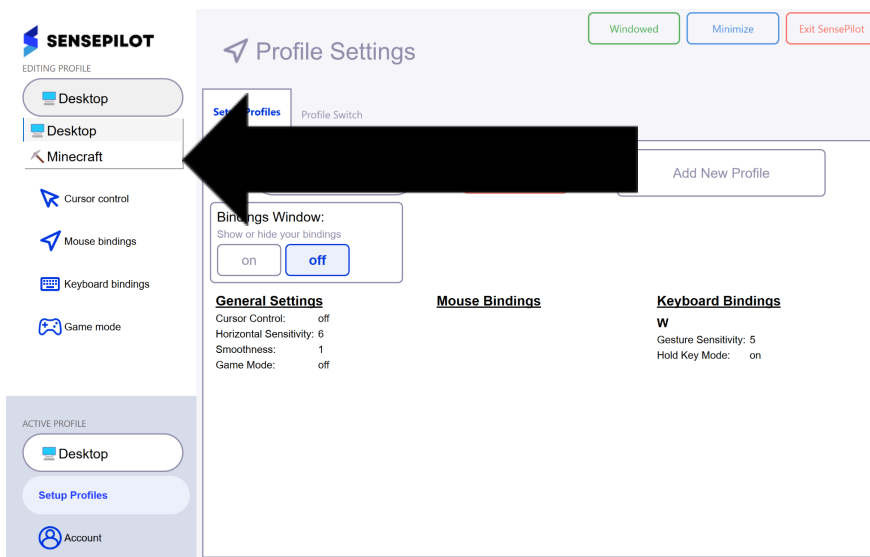 SENSEPILOT
EDITING PROFILE
Desktop
Desktop
Minecraft
Cursor control
Mouse bindings
Keyboard bindings
Game mode
ACTIVE PROFILE
Desktop
Setup Profiles
Account
Profile Settings
Windowed
Minimize
Exit SensePilot
Profiles
Profile Switch
Add New Profile
Window:
Show or hide your bindings
on
off
General Settings
Cursor Control: off
Horizontal Sensitivity: 6
Smoothness: 1
Game Mode: off
Mouse Bindings
Keyboard Bindings
W
Gesture Sensitivity: 5
Hold Key Mode: on